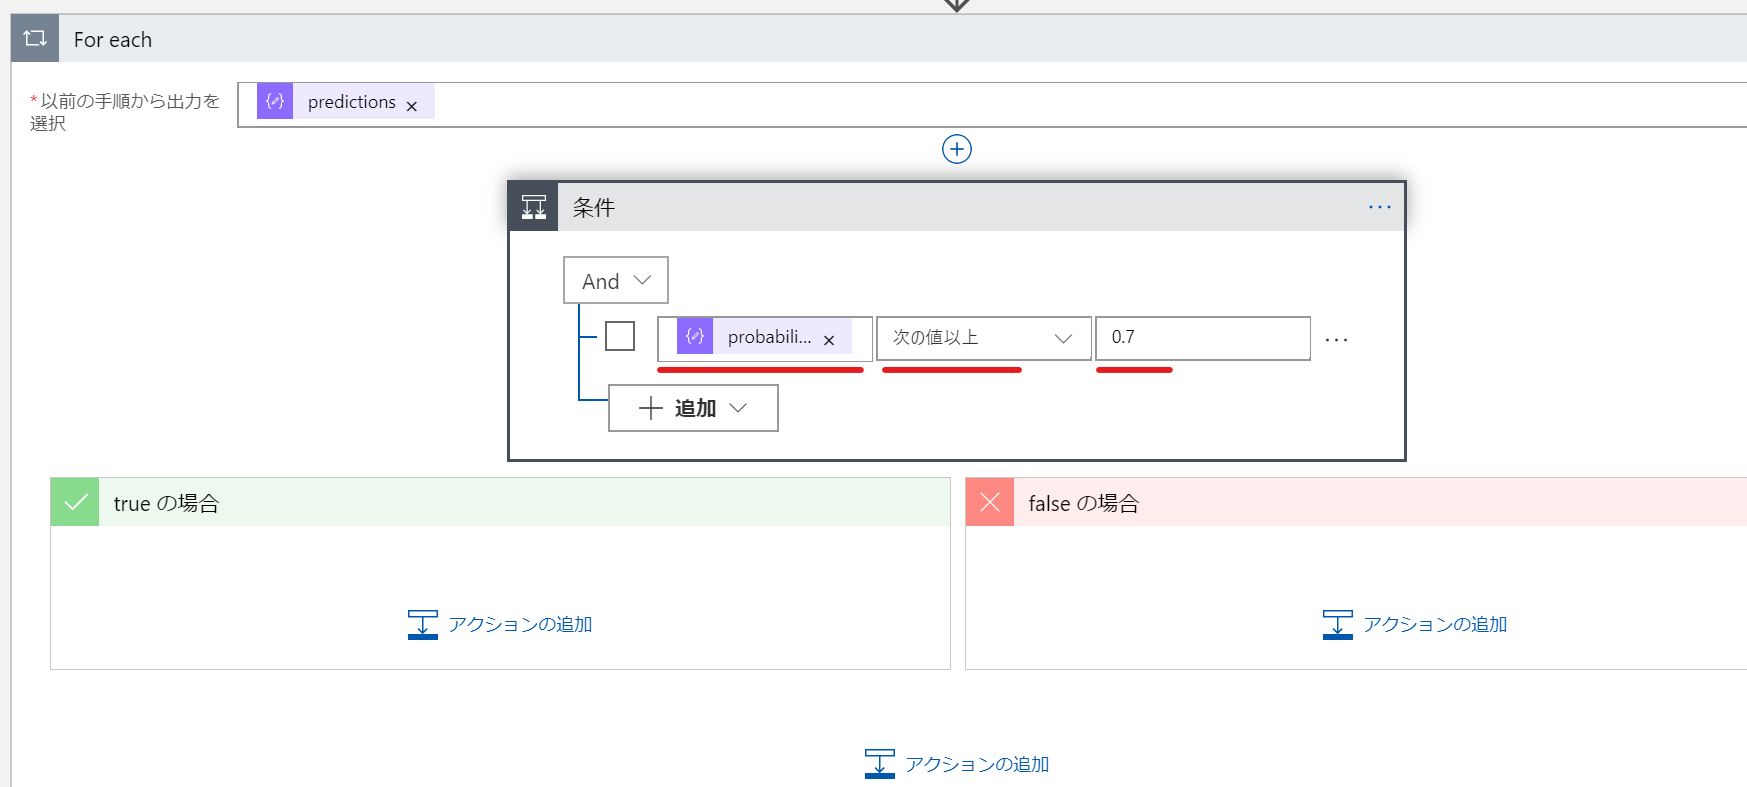 For each
*以前の手順から出力を
選択
predictions ×
条件
...
And
probabili... ×
次の値以上
0.7
...
追加
true の場合
false の場合
アクションの追加
アクションの追加
アクションの追加